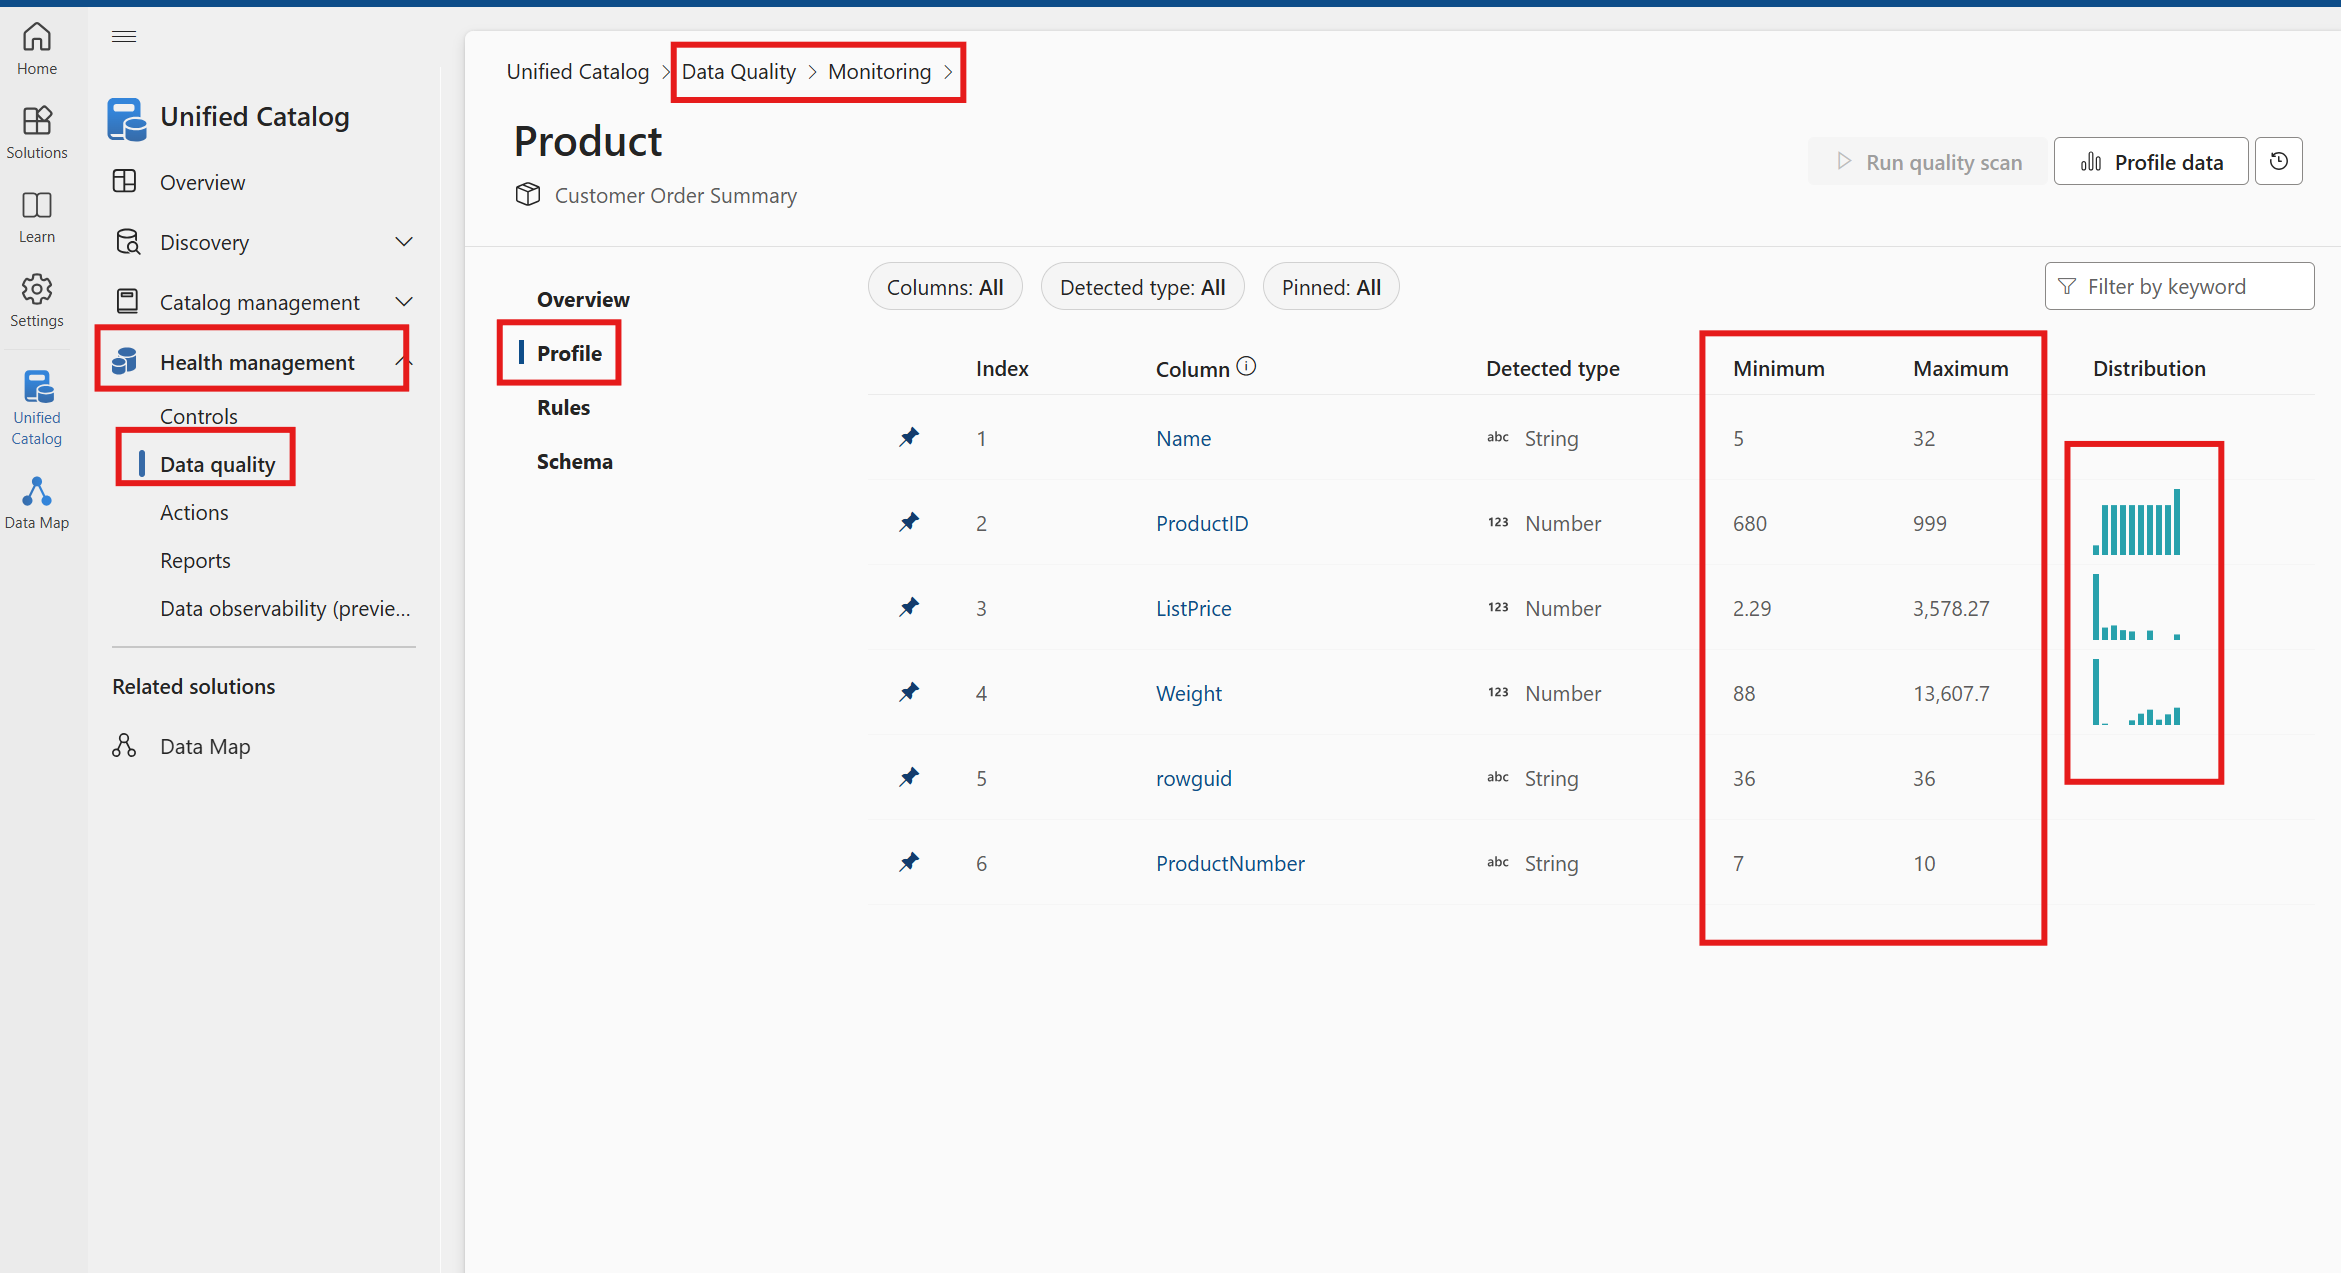 Home
Solutions
Learn
Settings
Unified
Catalog
Data Map
Unified Catalog
Overview
Discovery
Catalog management
Health management
Controls
Data quality
Actions
Reports
Data observability (previe...
Related solutions
Data Map
Unified Catalog > Data Quality > Monitoring >
Product
Customer Order Summary
Run quality scan
Profile data
Overview
Profile
Rules
Schema
Columns: All
Detected type: All
Pinned: All
Filter by keyword
Index Column Detected type Minimum Maximum Distribution
1 Name abc String 5 32
2 ProductID 123 Number 680 999
3 ListPrice 123 Number 2.29 3,578.27
4 Weight 123 Number 88 13,607.7
5 rowguid abc String 36 36
6 ProductNumber abc String 7 10